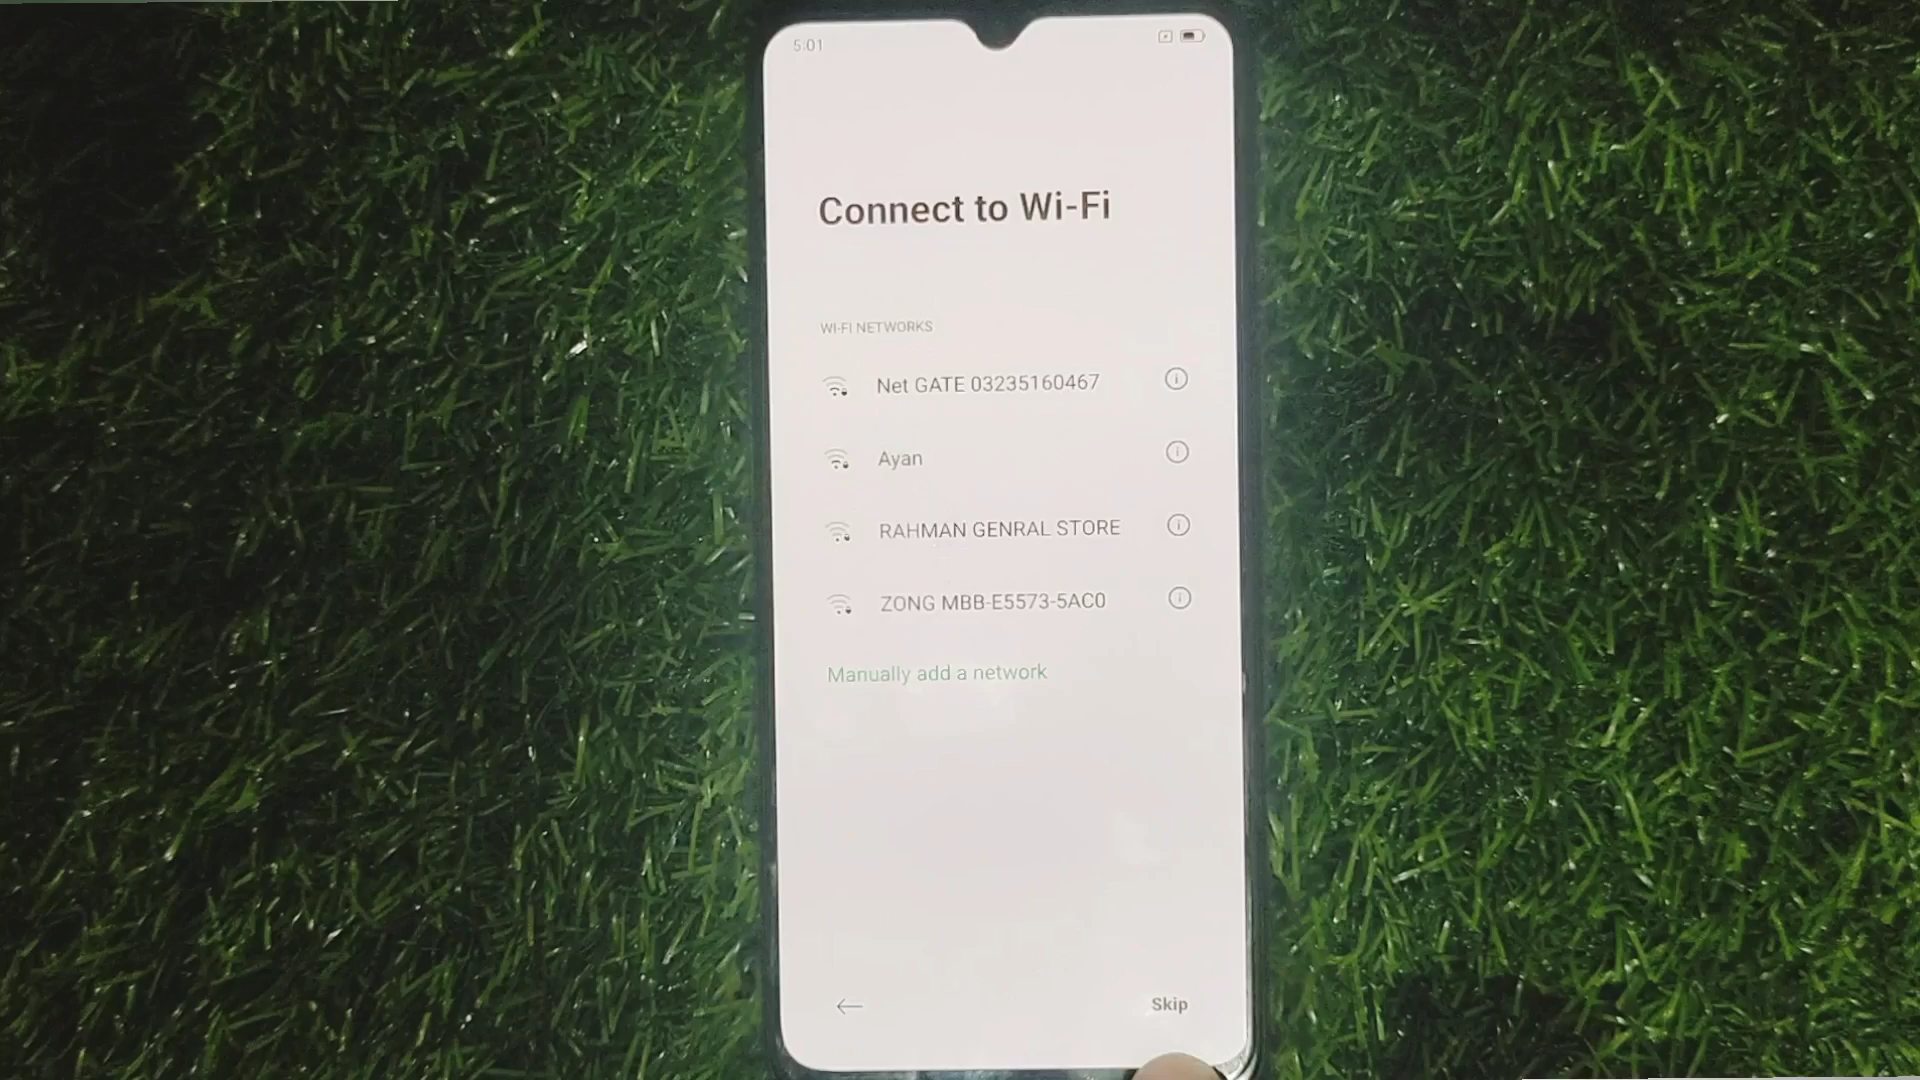 5:01
Connect to Wi-Fi
WI-FI NETWORKS
Net GATE 03235160467
Ayan
RAHMAN GENRAL STORE
ZONG MBB-E5573-5AC0
Manually add a network
Skip